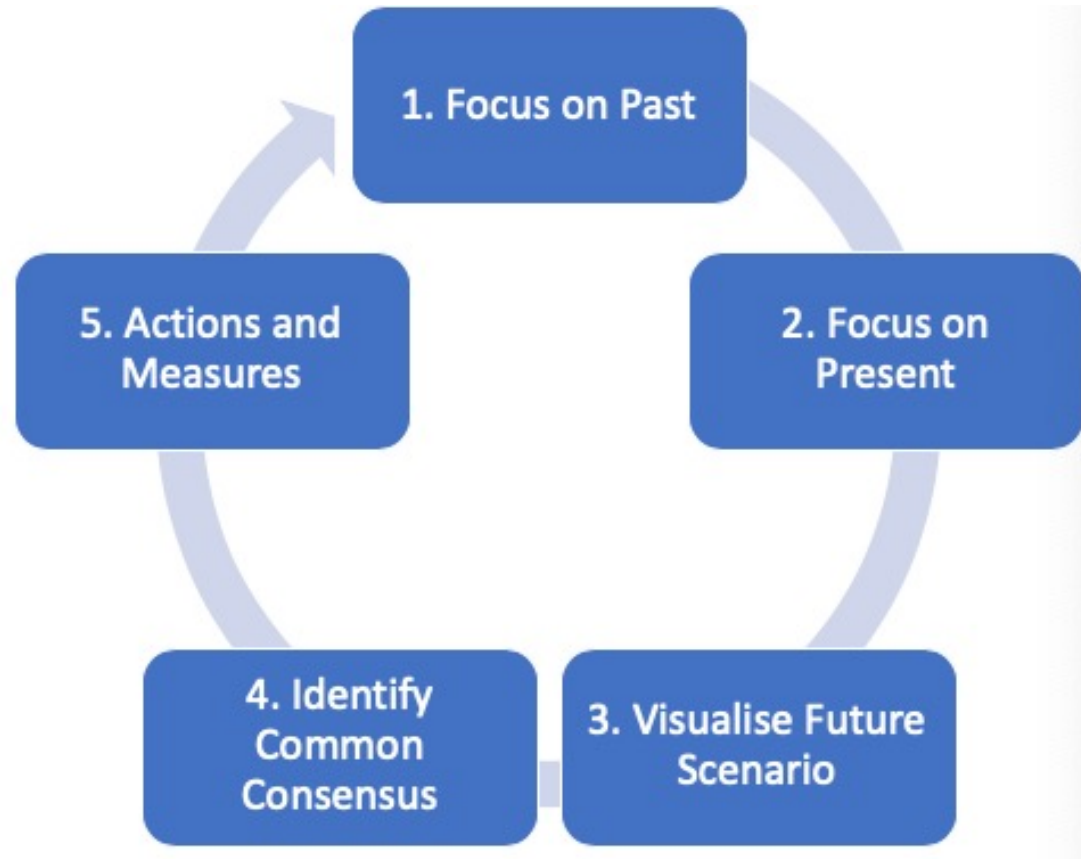 1. Focus on Past
2. Focus on
Present
3. Visualise Future
Scenario
4. Identify
Common
Consensus
5. Actions and
Measures